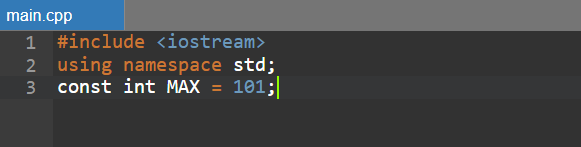 main.cpp
1 #include <iostream>
2 using namespace std;
3 const int MAX = 101;